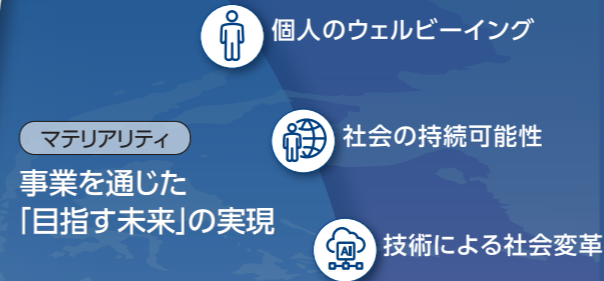 個人のウェルビーイング
マテリアリティ
社会の持続可能性
事業を通じた
「目指す未来」の実現
AI
技術による社会変革